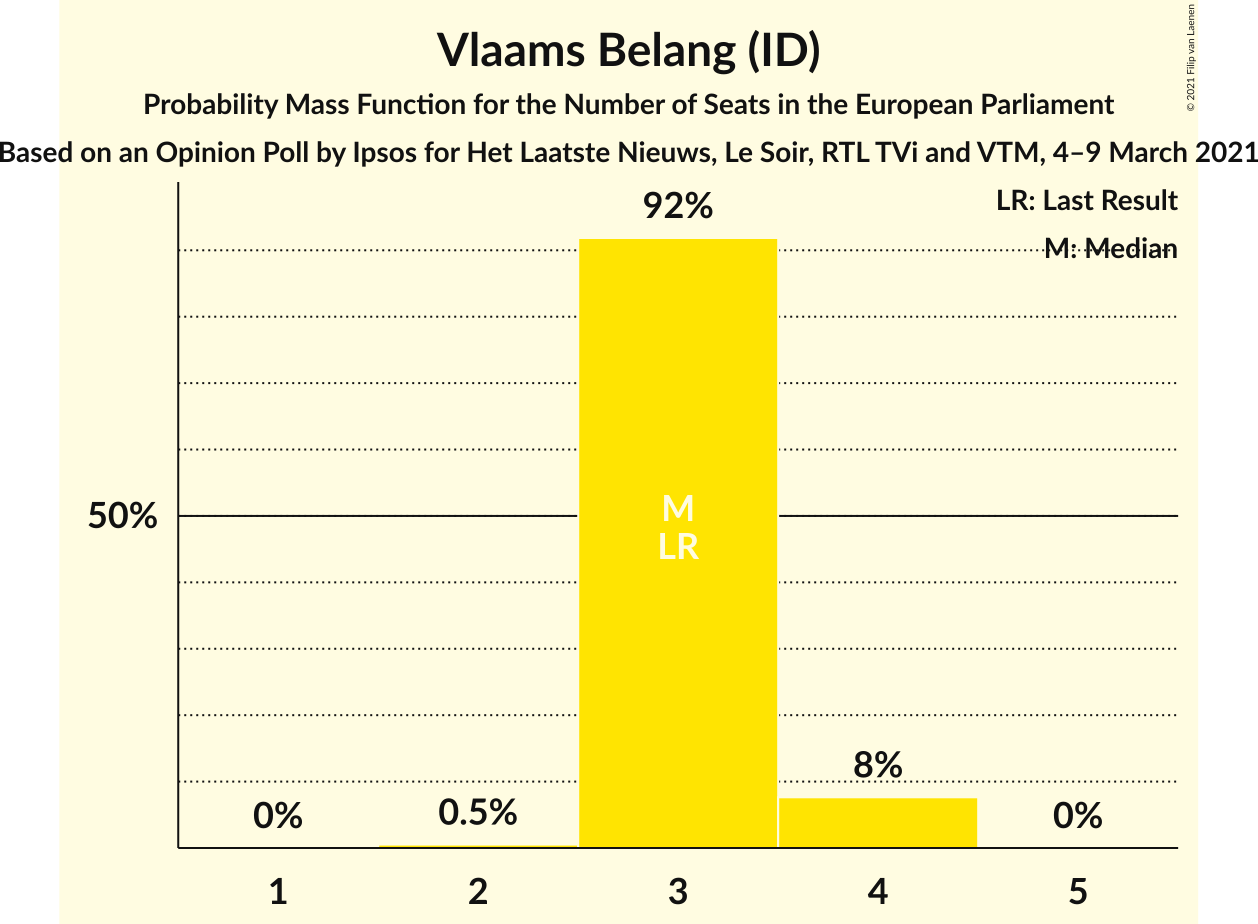 Vlaams Belang (ID)
Probability Mass Function for the Number of Seats in the European Parliament
Based on an Opinion Poll by Ipsos for Het Laatste Nieuws, Le Soir, RTL TVi and VTM, 4–9 March 2021
© 2021 Filip van Laenen
LR: Last Result
M: Median
92%
50%
M
LR
8%
0%
0.5%
0%
1
2
3
4
5